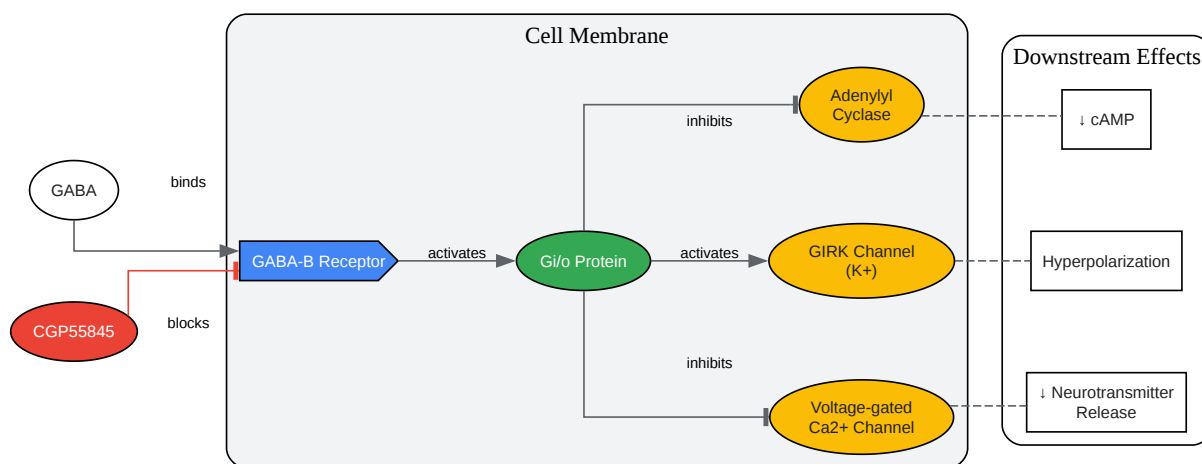 Cell Membrane
Downstream Effects
Adenylyl
Cyclase
inhibits
↓ cAMP
GABA
binds
GABA-B Receptor
activates
Gi/o Protein
activates
GIRK Channel
(K+)
Hyperpolarization
CGP55845
blocks
inhibits
Voltage-gated
Ca2+ Channel
↓ Neurotransmitter
Release